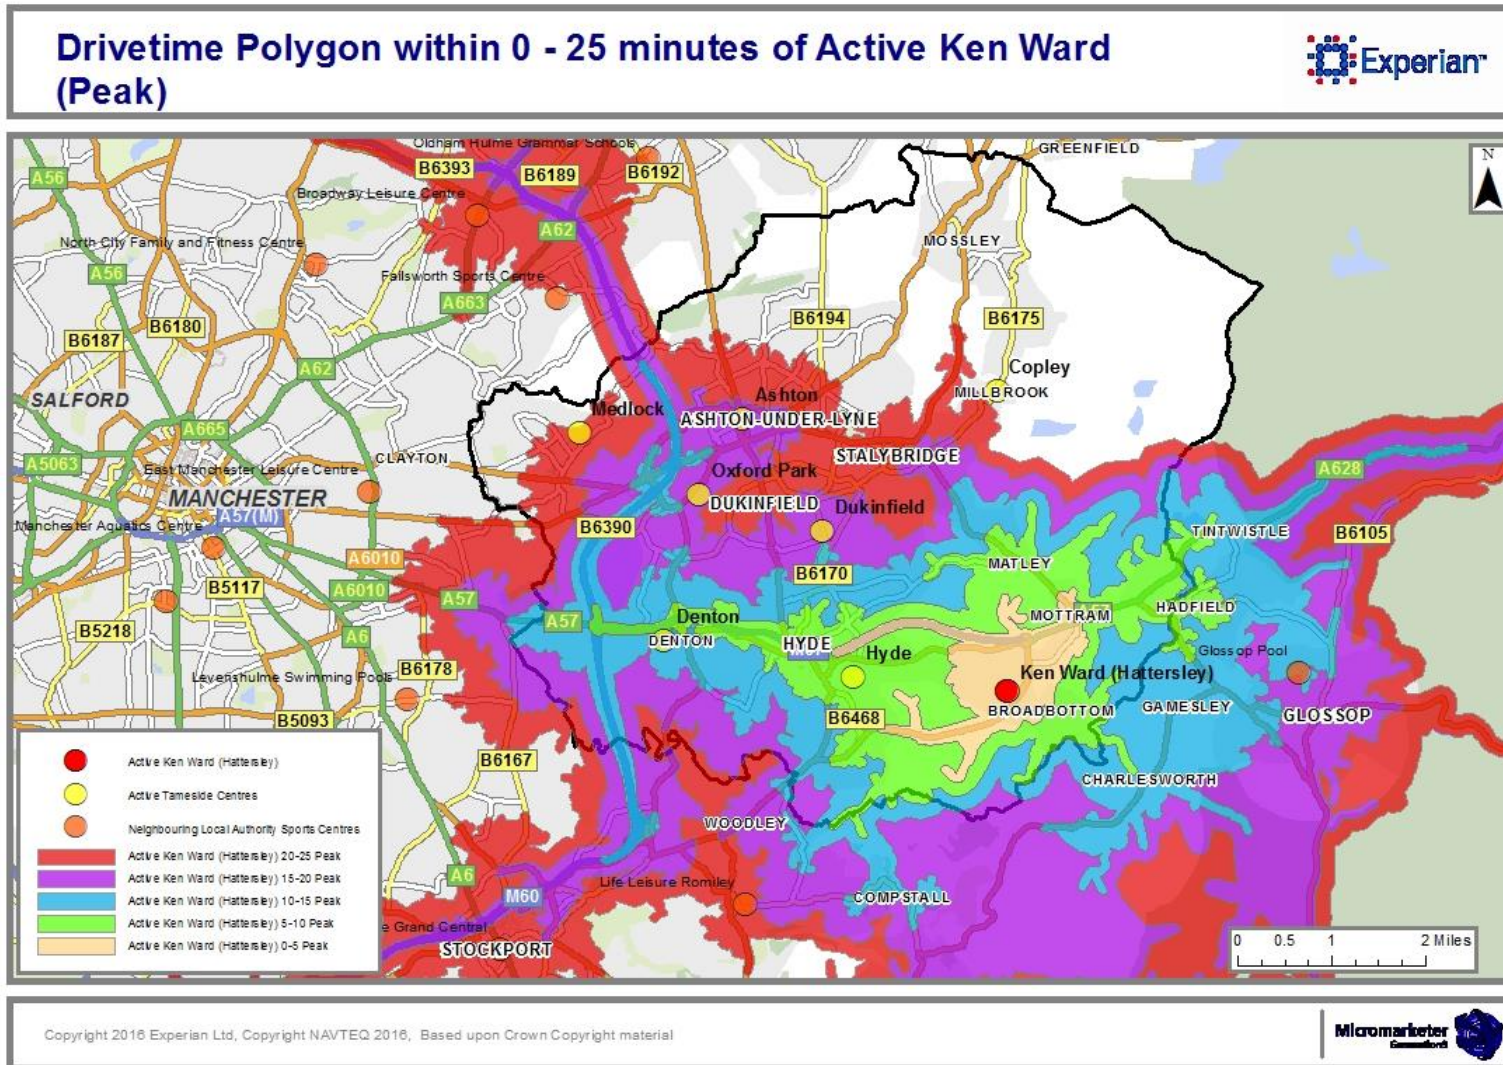 Drivetime Polygon within 0 - 25 minutes of Active Ken Ward
(Peak)
Experian™
Oldham Hulme Grammar Schools
GREENFIELD
N
B6393
B6189
B6192
A56
Broadway Leisure Centre
A62
North City Family and Fitness Centre
MOSSLEY
A56
Failsworth Sports Centre
A663
B6180
B6194
B6175
B6187
A62
Copley
SALFORD
Ashton
MILLBROOK
Medlock
ASHTON-UNDER-LYNE
A665
CLAYTON
STALYBRIDGE
A5063
East Manchester Leisure Centre
Oxford Park
A628
MANCHESTER
DUKINFIELD
Dukinfield
A57(M)
Manchester Aquatics Centre
B6390
TINTWISTLE
B6105
A6010
MATLEY
B6170
B5117
A6010
A57
HADFIELD
A57
Denton
MOTTRAM
B5218
A6
DENTON
HYDE
Hyde
Glossop Pool
B6178
Levenshulme Swimming Pools
Ken Ward (Hattersley)
BROADBOTTOM
GAMESLEY
GLOSSOP
B5093
B6468
B6167
CHARLESWORTH
WOODLEY
A6
M60
Life Leisure Romiley
COMPSTALL
e Grand Central
STOCKPORT
Active Ken Ward (Hattersley)
Active Tameside Centres
Neighbouring Local Authority Sports Centres
Active Ken Ward (Hattersley) 20-25 Peak
Active Ken Ward (Hattersley) 15-20 Peak
Active Ken Ward (Hattersley) 10-15 Peak
Active Ken Ward (Hattersley) 5-10 Peak
Active Ken Ward (Hattersley) 0-5 Peak
0 0.5 1 2 Miles
Copyright 2016 Experian Ltd, Copyright NAVTEQ 2016, Based upon Crown Copyright material
Micromarketer